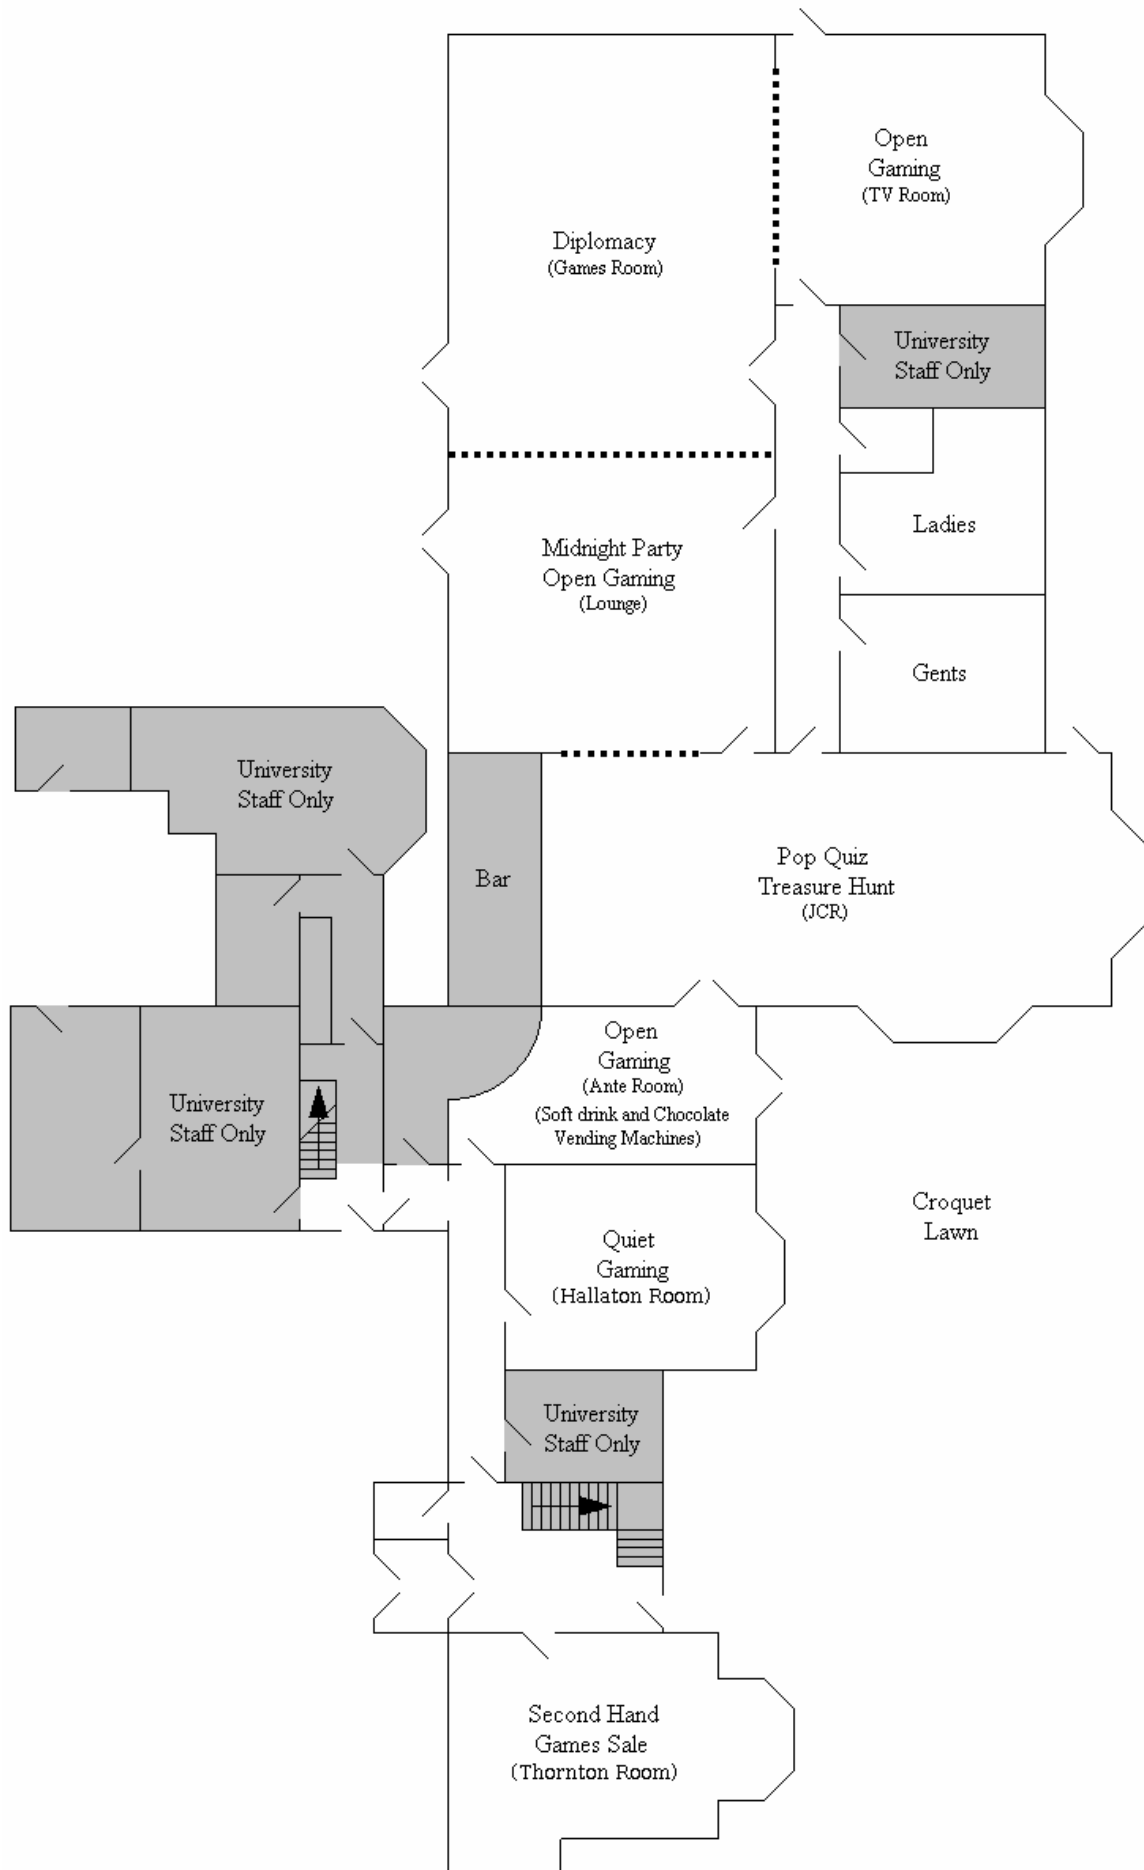 Open
Gaming
(TV Room)
Diplomacy
(Games Room)
University
Staff Only
Ladies
Midnight Party
Open Gaming
(Lounge)
Gents
University
Staff Only
Bar
Pop Quiz
Treasure Hunt
(JCR)
Open
Gaming
(Ante Room)
(Soft drink and Chocolate
Vending Machines)
University
Staff Only
Croquet
Lawn
Quiet
Gaming
(Hallaton Room)
University
Staff Only
Second Hand
Games Sale
(Thornton Room)